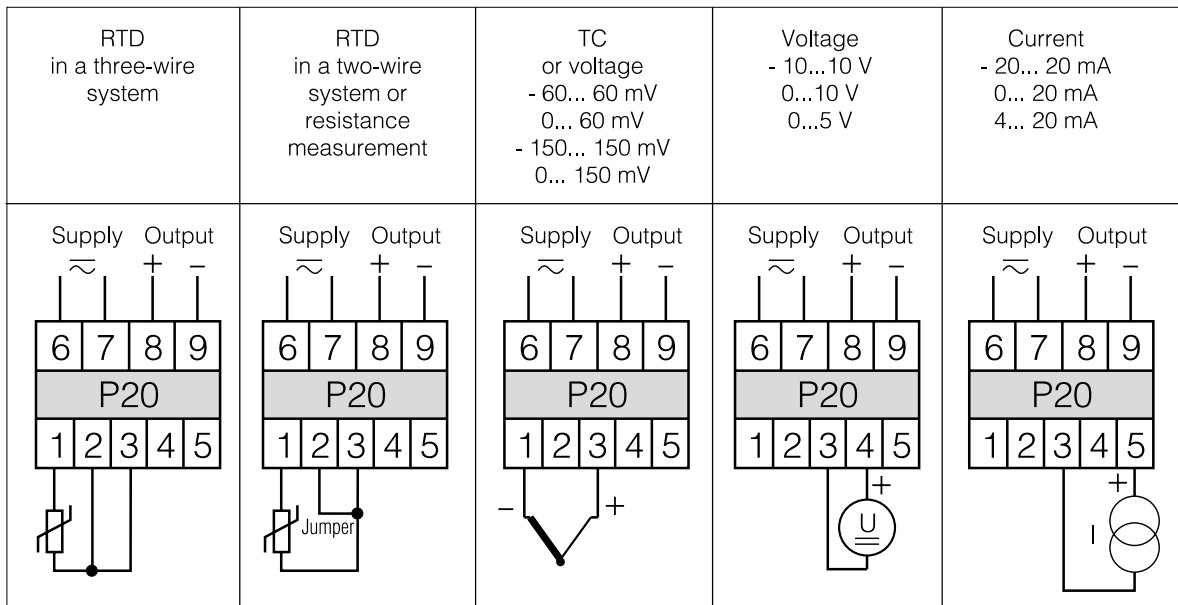 RTD
in a three-wire
system
RTD
in a two-wire
system or
resistance
measurement
TC
or voltage
- 60... 60 mV
0... 60 mV
- 150... 150 mV
0... 150 mV
Voltage
- 10...10 V
0...10 V
0...5 V
Current
- 20... 20 mA
0... 20 mA
4... 20 mA
Supply Output
+ −
6 7 8 9
P20
1 2 3 4 5
Supply Output
+ −
6 7 8 9
P20
1 2 3 4 5
Jumper
Supply Output
+ −
6 7 8 9
P20
1 2 3 4 5
− +
Supply Output
+ −
6 7 8 9
P20
1 2 3 4 5
+
U
Supply Output
+ −
6 7 8 9
P20
1 2 3 4 5
+
I